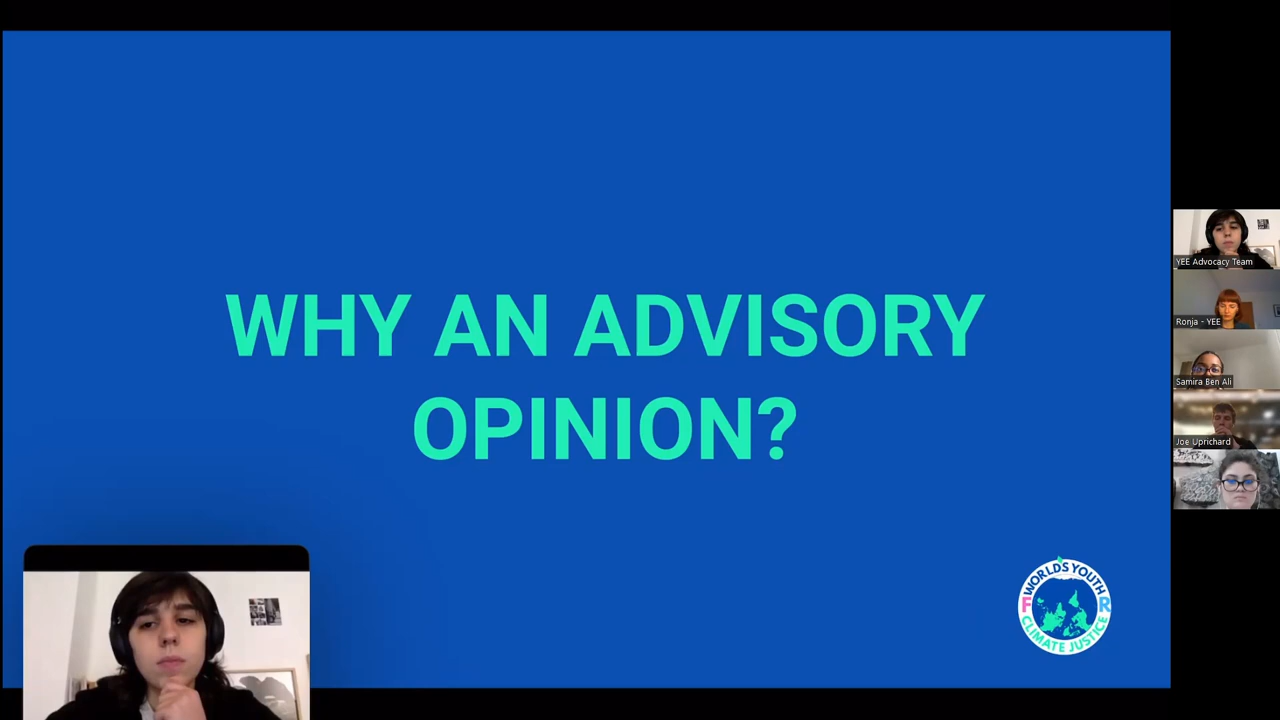 WHY AN ADVISORY
OPINION?
WORLD'S YOUTH
FOR
CLIMATE JUSTICE
YEE Advocacy Team
Ronja - YEE
Samira Ben Ali
Joe Uprichard